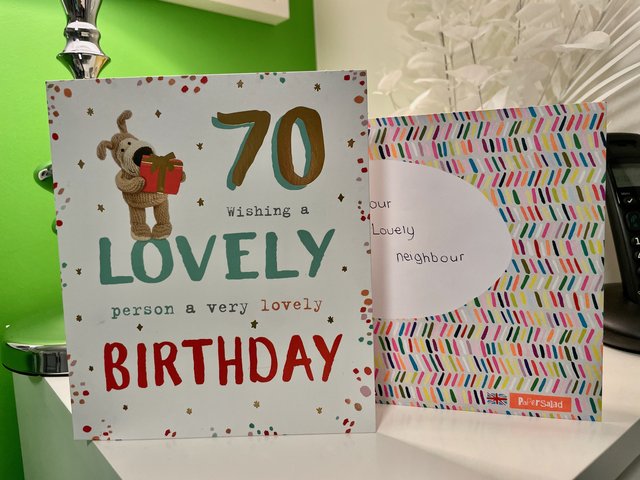 70
Wishing a
LOVELY
person a very lovely
BIRTHDAY
our
Lovely
neighbour
PaPerSalad